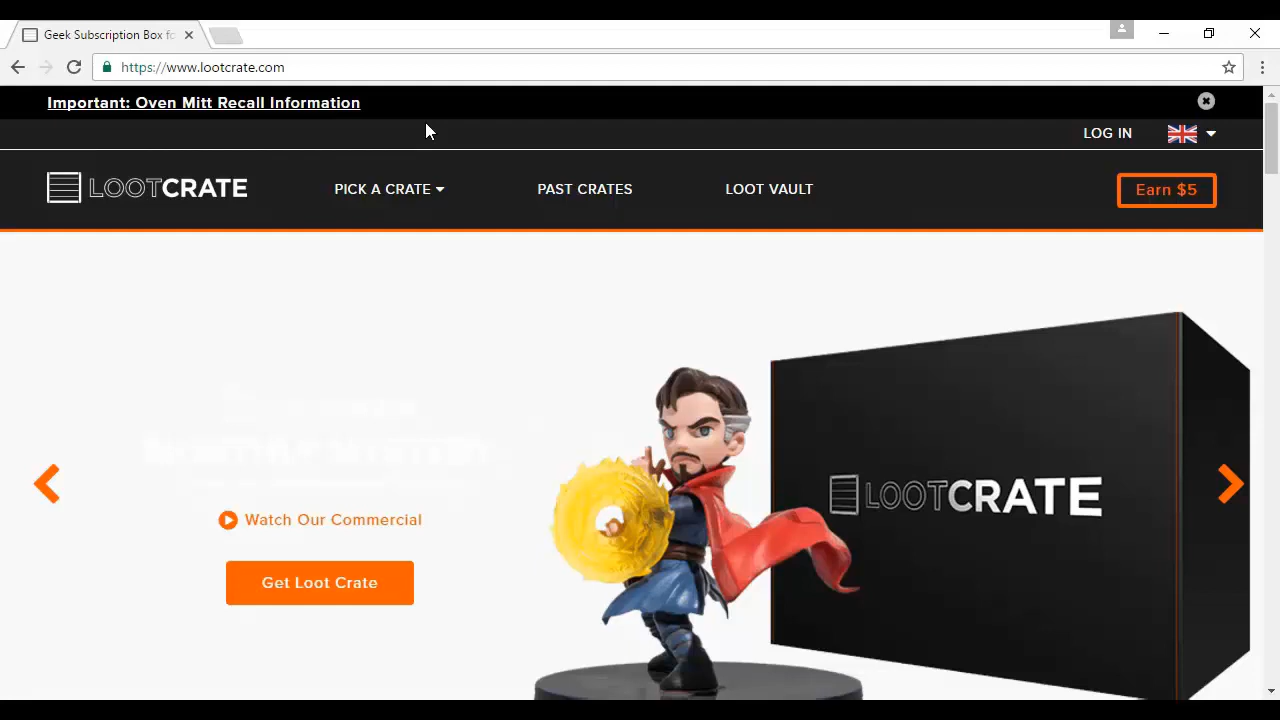 Geek Subscription Box fo
https://www.lootcrate.com
Important: Oven Mitt Recall Information
LOG IN
LOOTCRATE
PICK A CRATE
PAST CRATES
LOOT VAULT
Earn $5
LOOTCRATE
Watch Our Commercial
Get Loot Crate